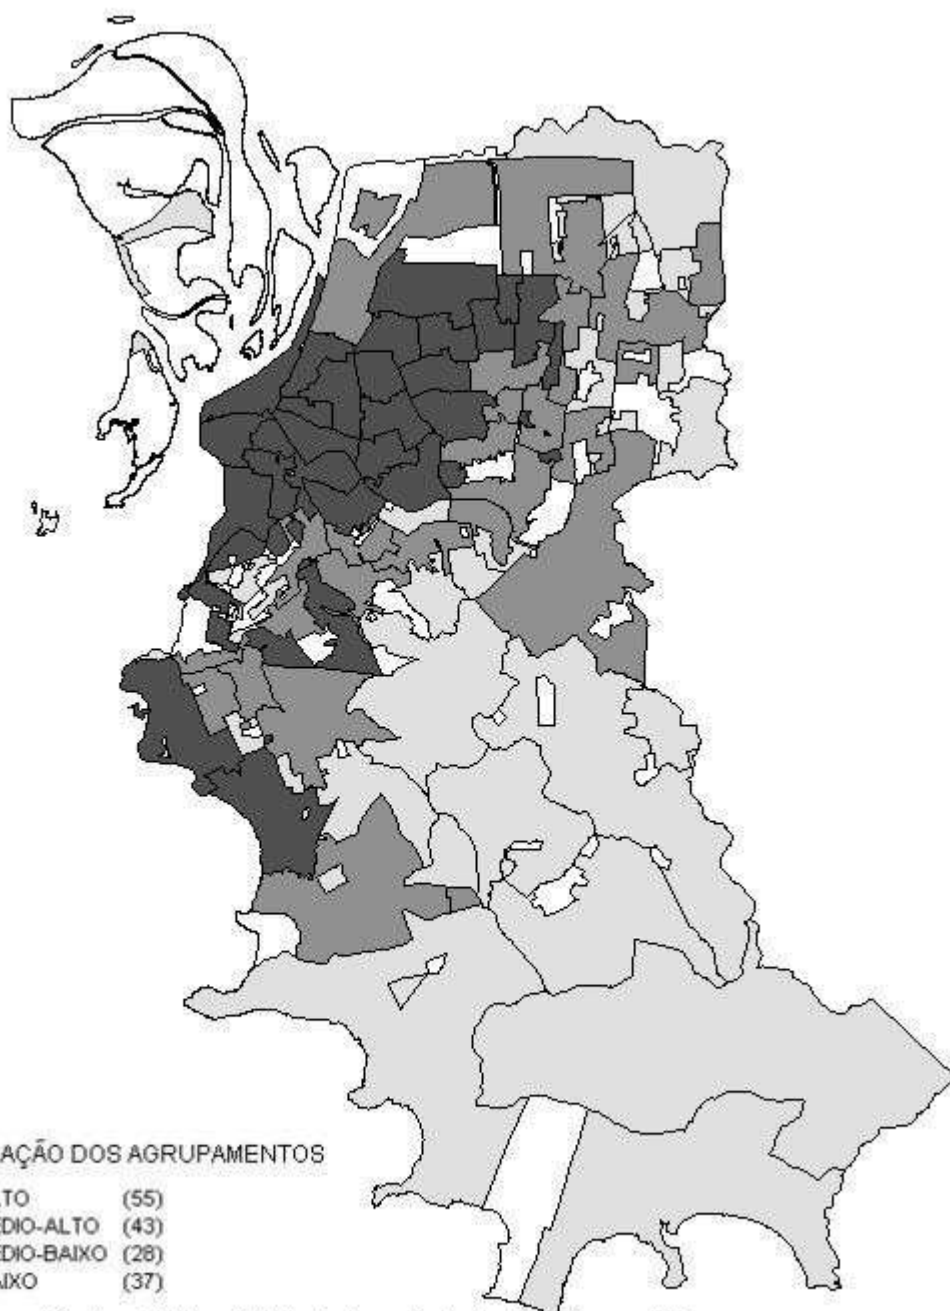 AÇÃO DOS AGRUPAMENTOS
TO (55)
DIO-ALTO (43)
DIO-BAIXO (28)
IXO (37)